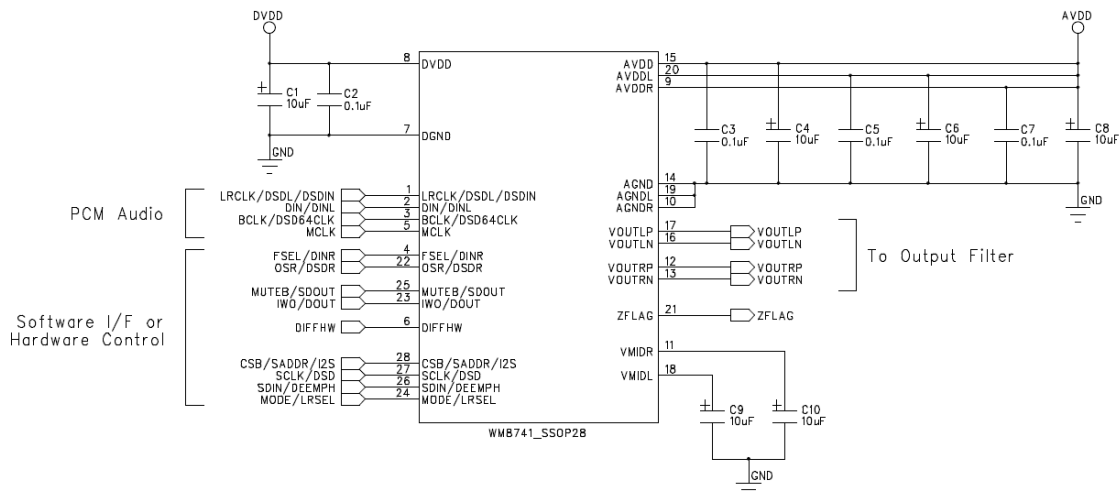 DVDD
AVDD
8 DVDD
AVDD 15
AVDDL 20
AVDDR 9
C1
10uF
C2
0.1uF
7 DGND
GND
C3
0.1uF
C4
10uF
C5
0.1uF
C6
10uF
C7
0.1uF
C8
10uF
AGND 14
AGNDL 19
AGNDR 10
GND
PCM Audio
LRCLK/DSDL/DSDIN 1 LRCLK/DSDL/DSDIN
DIN/DINL 2 DIN/DINL
BCLK/DSD64CLK 3 BCLK/DSD64CLK
MCLK 5 MCLK
VOUTLP 17 VOUTLP
VOUTLN 16 VOUTLN
VOUTRP 12 VOUTRP
VOUTRN 13 VOUTRN
To Output Filter
Software I/F or
Hardware Control
FSEL/DINR 4 FSEL/DINR
OSR/DSDR 22 OSR/DSDR
MUTEB/SDOUT 25 MUTEB/SDOUT
IWO/DOUT 23 IWO/DOUT
DIFFHW 6 DIFFHW
CSB/SADDR/I2S 28 CSB/SADDR/I2S
SCLK/DSD 27 SCLK/DSD
SDIN/DEEMPH 26 SDIN/DEEMPH
MODE/LRSEL 24 MODE/LRSEL
ZFLAG 21 ZFLAG
VMIDR 11
VMIDL 18
C9
10uF
C10
10uF
GND
WM8741_SSOP28